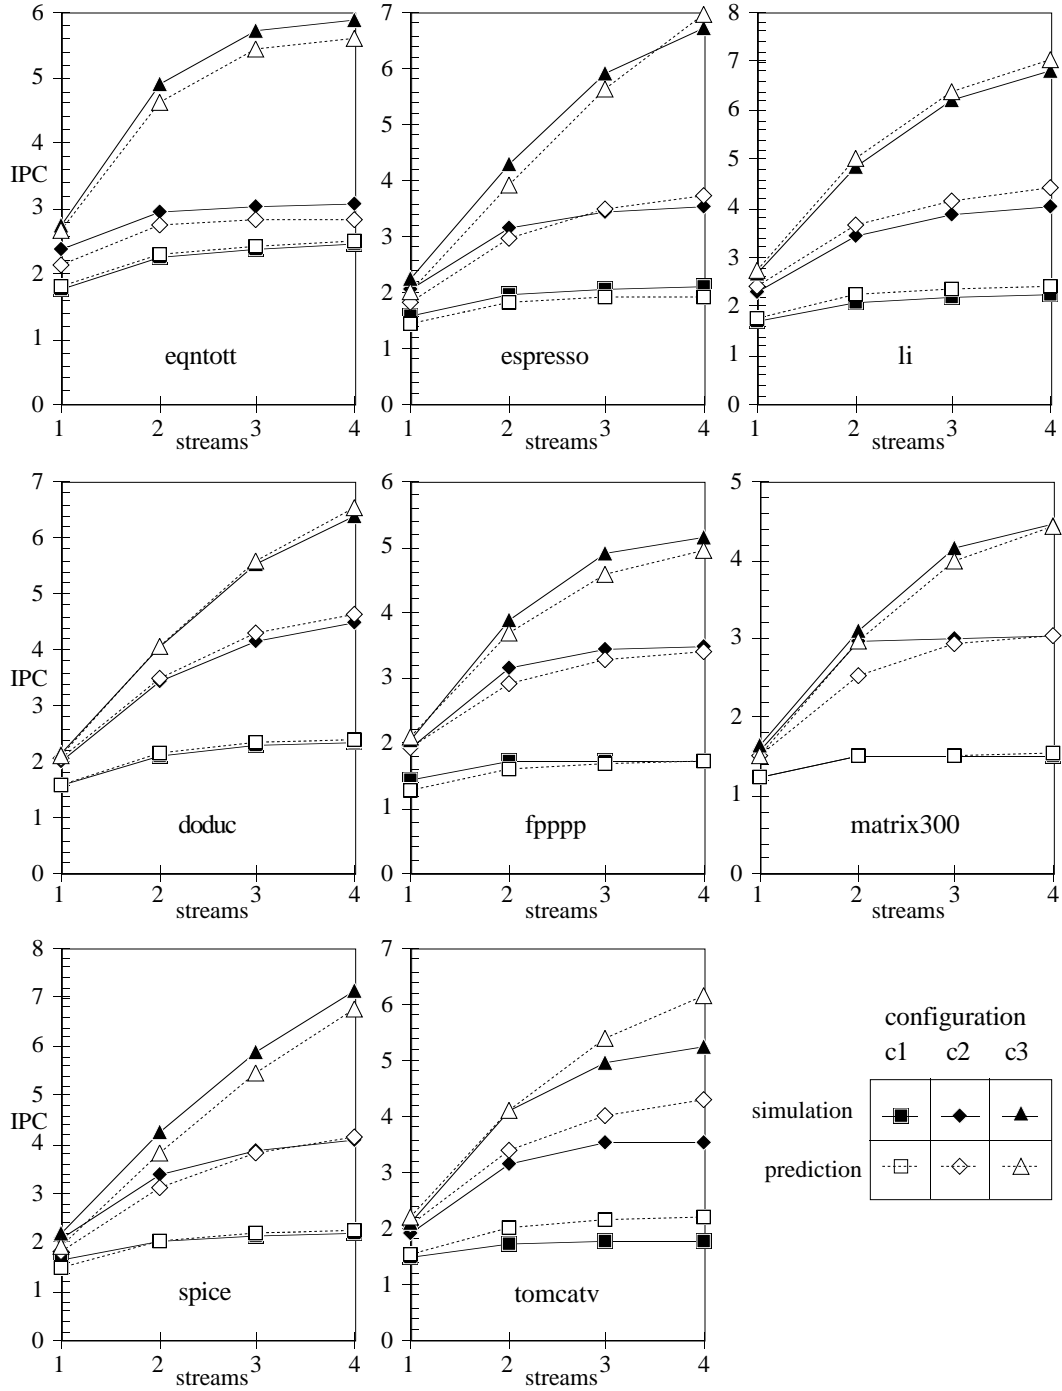 6
5
4
IPC
3
2
1
0
eqntott
1 2 3 4
streams
7
6
5
4
3
2
1
0
espresso
1 2 3 4
streams
8
7
6
5
4
3
2
1
0
li
1 2 3 4
streams
7
6
5
4
IPC
3
2
1
0
doduc
1 2 3 4
streams
6
5
4
3
2
1
0
fpppp
1 2 3 4
streams
5
4
3
2
1
0
matrix300
1 2 3 4
streams
8
7
6
5
IPC
4
3
2
1
0
spice
1 2 3 4
streams
7
6
5
4
3
2
1
0
tomcatv
1 2 3 4
streams
configuration
c1 c2 c3
simulation
prediction